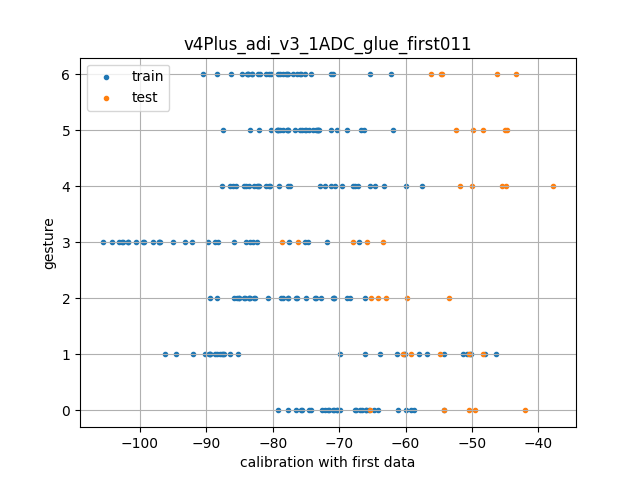 v4Plus_adi_v3_1ADC_glue_first011
train
test
gesture
6
5
4
3
2
1
0
−100
−90
−80
−70
−60
−50
−40
calibration with first data